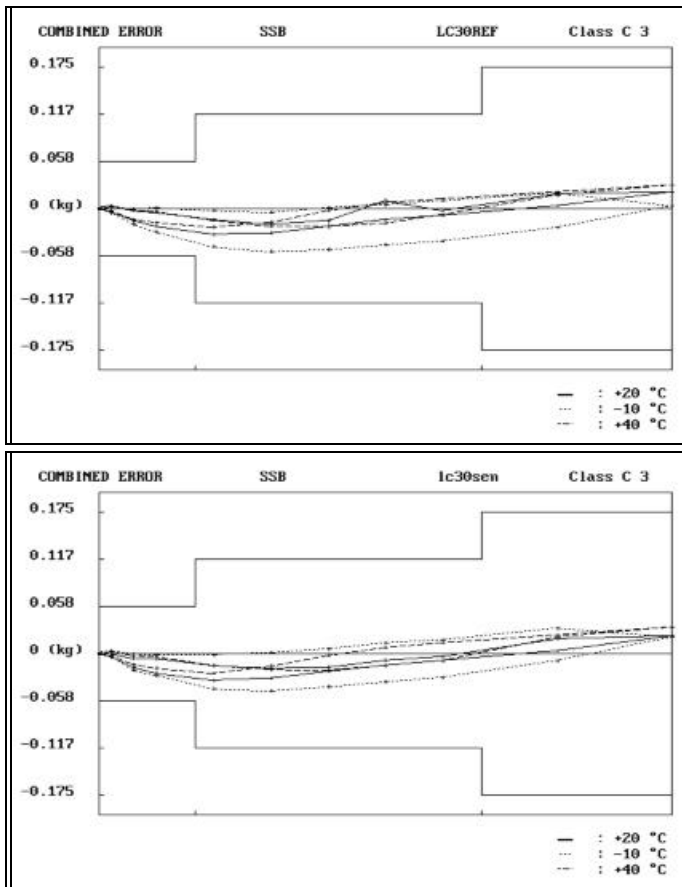 COMBINED ERROR SSB LC30REF Class C 3
0.175
0.117
0.058
0 (kg)
-0.058
-0.117
-0.175
— : +20 °C
···· : -10 °C
--- : +40 °C
COMBINED ERROR SSB lc30sen Class C 3
0.175
0.117
0.058
0 (kg)
-0.058
-0.117
-0.175
— : +20 °C
···· : -10 °C
--- : +40 °C